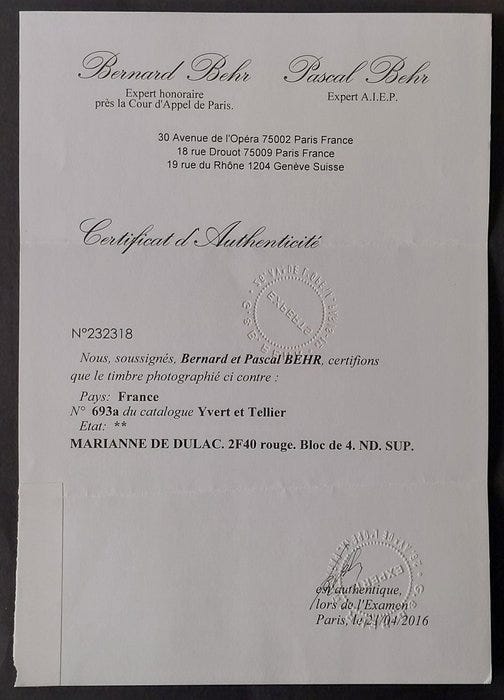 Bernard Behr
Expert honoraire
près la Cour d'Appel de Paris.
Pascal Behr
Expert A.I.E.P.
30 Avenue de l'Opéra 75002 Paris France
18 rue Drouot 75009 Paris France
19 rue du Rhône 1204 Genève Suisse
Certificat d'Authenticité
N°232318
Nous, soussignés, Bernard et Pascal BEHR, certifions
que le timbre photographié ci contre :
Pays: France
N° 693a du catalogue Yvert et Tellier
Etat: **
MARIANNE DE DULAC. 2F40 rouge. Bloc de 4. ND. SUP.
est authentique,
lors de l'Examen
Paris, le 21/04/2016